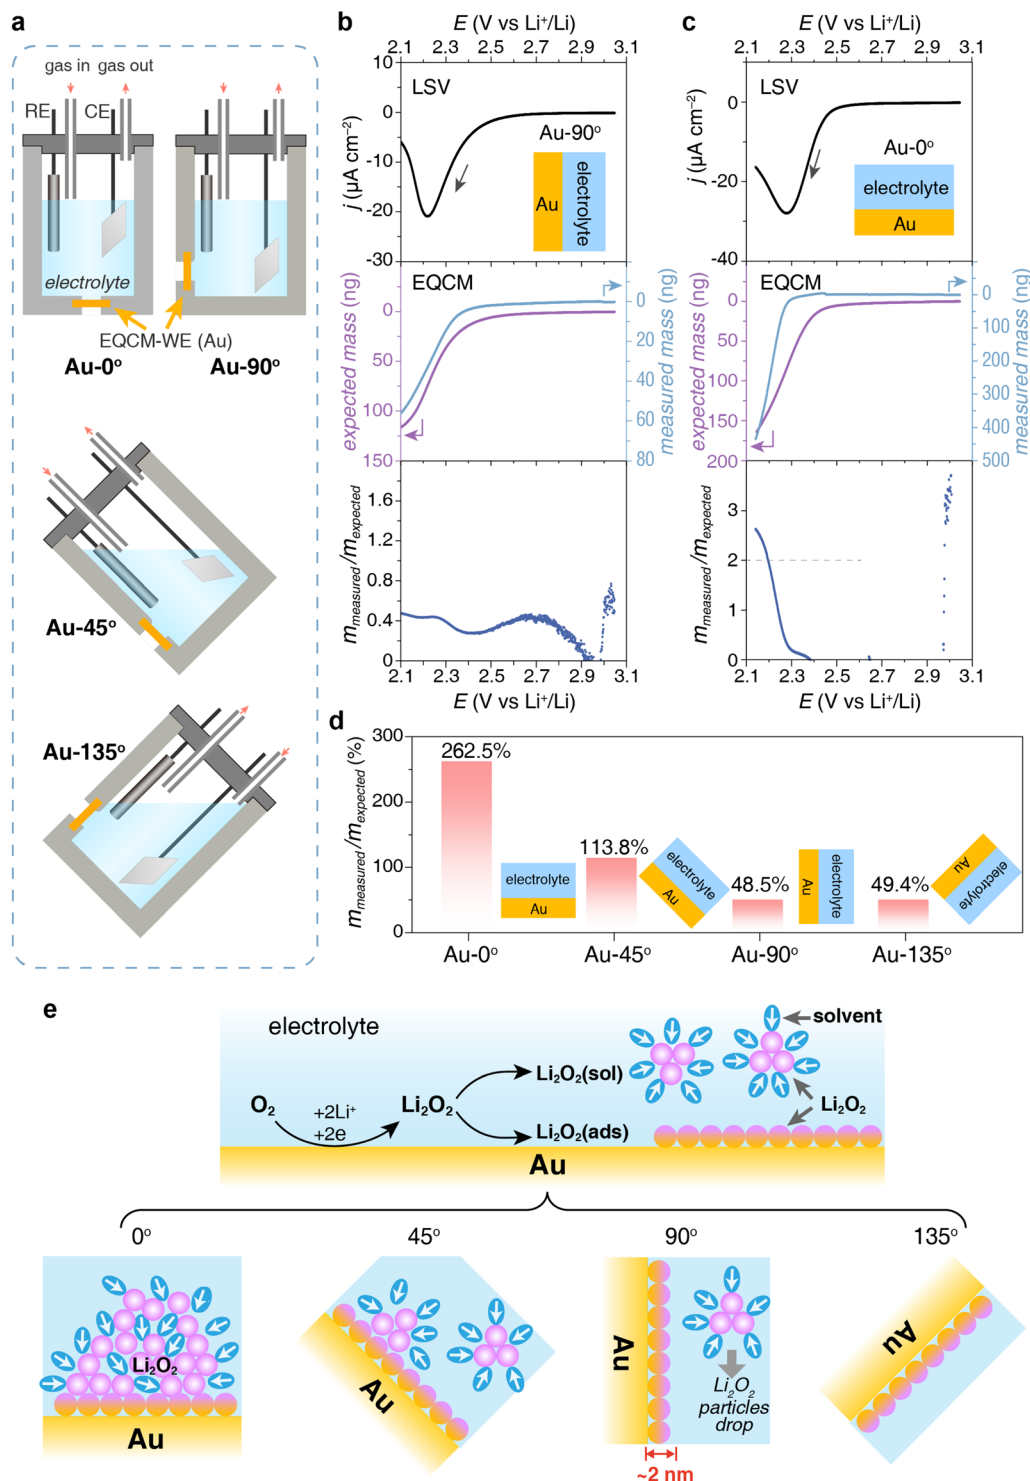 a
gas in gas out
RE
CE
electrolyte
EQCM-WE (Au)
Au-0°
Au-90°
Au-45°
Au-135°
b
E (V vs Li⁺/Li)
2.1 2.3 2.5 2.7 2.9 3.1
10
0
-10
-20
-30
j (µA cm⁻²)
LSV
Au-90°
Au
electrolyte
EQCM
expected mass (ng)
0
50
100
150
measured mass (ng)
0
20
40
60
80
m measured/m expected
1.6
1.2
0.8
0.4
0
2.1 2.3 2.5 2.7 2.9 3.1
E (V vs Li⁺/Li)
c
E (V vs Li⁺/Li)
2.1 2.3 2.5 2.7 2.9 3.1
0
-20
-40
j (µA cm⁻²)
LSV
Au-0°
electrolyte
Au
EQCM
expected mass (ng)
0
50
100
150
200
measured mass (ng)
0
100
200
300
400
500
m measured/m expected
3
2
1
0
2.1 2.3 2.5 2.7 2.9 3.1
E (V vs Li⁺/Li)
d
m measured/m expected (%)
300
200
100
0
262.5%
113.8%
48.5%
49.4%
electrolyte
Au
electrolyte
Au
Au
electrolyte
Au
electrolyte
Au-0°
Au-45°
Au-90°
Au-135°
e
electrolyte
solvent
O₂
+2Li⁺
+2e
Li₂O₂
Li₂O₂(sol)
Li₂O₂(ads)
Li₂O₂
Au
0°
45°
90°
135°
Li₂O₂
Au
Au
Au
Li₂O₂
particles
drop
~2 nm
Au